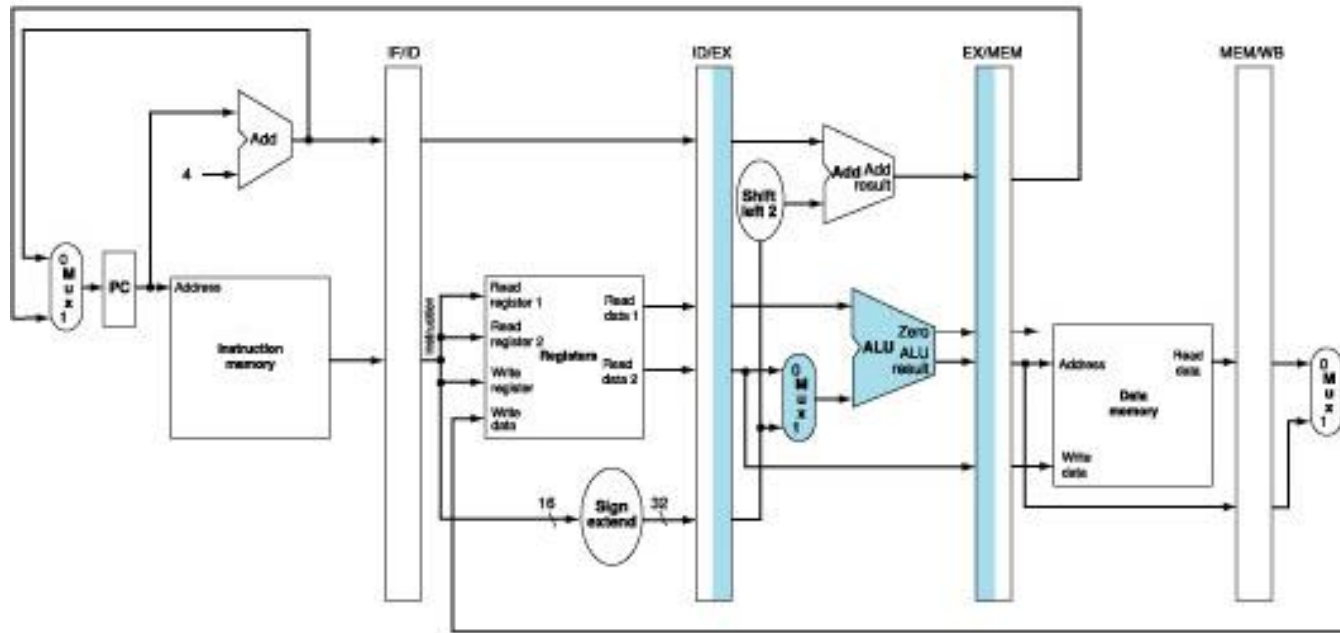 IF/ID
ID/EX
EX/MEM
MEM/WB
Add
4
Shift
left 2
Add
Add
result
0
M
u
x
1
PC
Address
Instruction
memory
Instruction
Read
register 1
Read
register 2
Write
register
Write
data
Registers
Read
data 1
Read
data 2
0
M
u
x
1
ALU
Zero
ALU
result
Address
Read
data
Data
memory
Write
data
0
M
u
x
1
16
Sign
extend
32